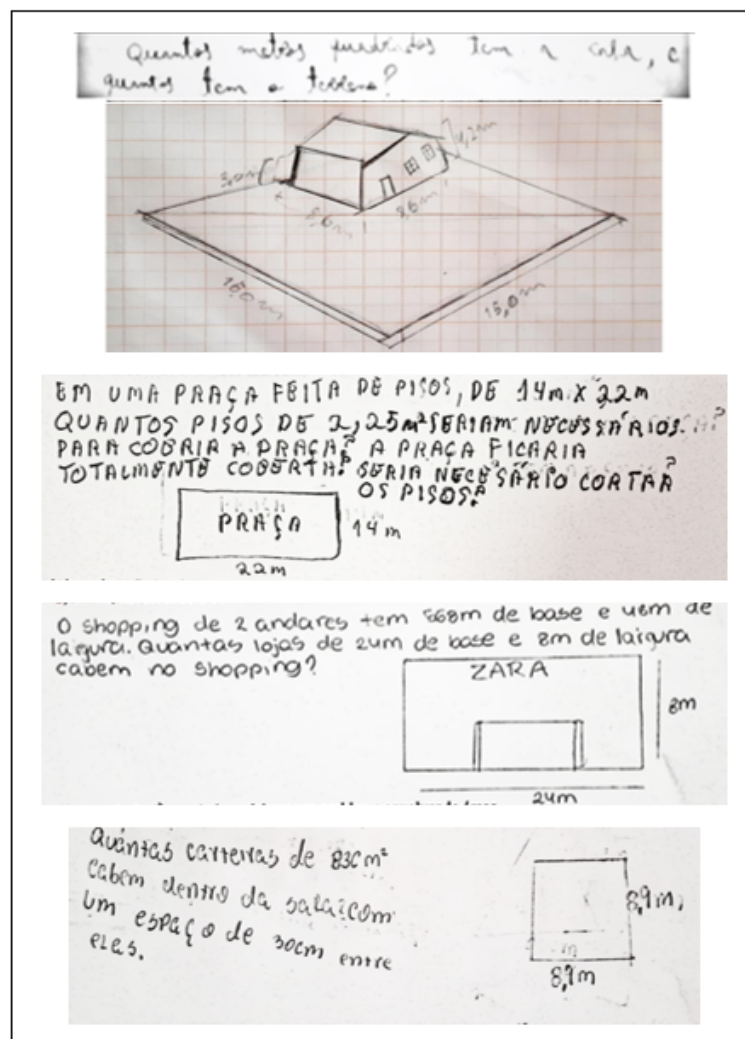 Quantos metros quadrados tem a casa, e
quantos tem o terreno?
3,0m
4,2m
8,6m
8,6m
15,0m
15,0m
EM UMA PRAÇA FEITA DE PISOS, DE 14m X 22m
QUANTOS PISOS DE 2,25m² SERIAM NECESSÁRIOS
PARA COBRIR A PRAÇA? A PRAÇA FICARIA
TOTALMENTE COBERTA? SERIA NECESSÁRIO CORTAR
OS PISOS?
PRAÇA
14m
22m
O shopping de 2 andares tem 568m de base e 48m de
largura. Quantas lojas de 24m de base e 8m de largura
cabem no shopping?
ZARA
8m
24m
Quantas carteiras de 830m²
cabem dentro da sala com
um espaço de 30cm entre
eles.
8,9m
8,9m